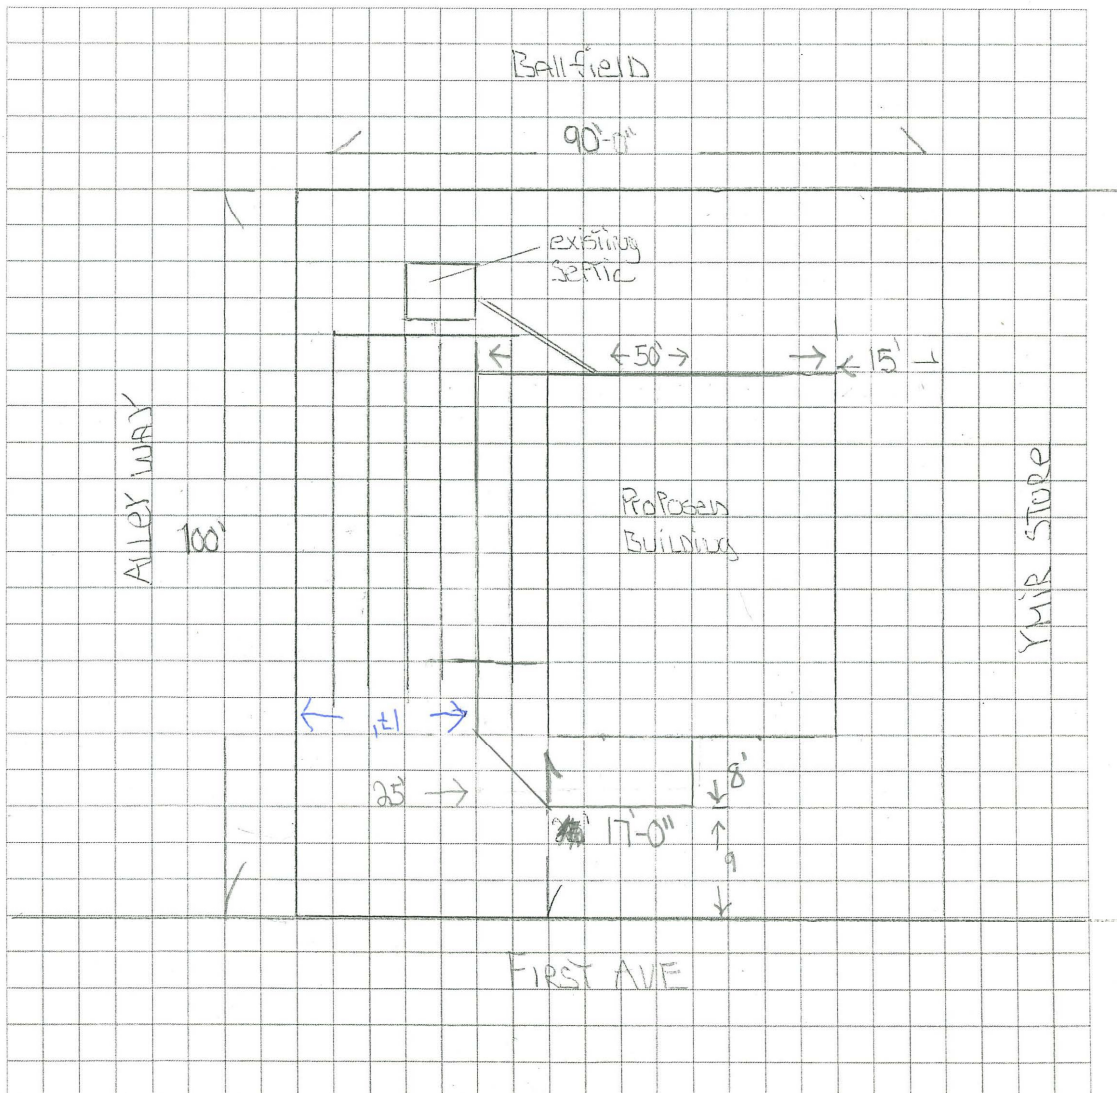 Ballfield
90'-0"
existing
Septic
←50'→
15'
ALLEY WAY
100'
Proposed
Building
YMIR STORE
25'
8'
17'-0"
9
FIRST AVE